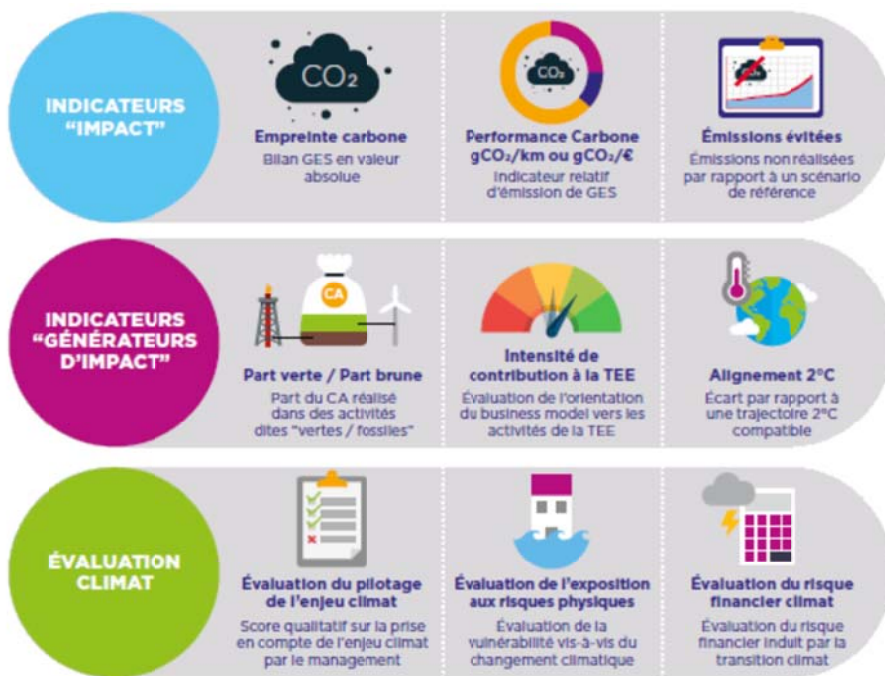 INDICATEURS
"IMPACT"
CO₂
Empreinte carbone
Bilan GES en valeur
absolue
CO₂
Performance Carbone
gCO₂/km ou gCO₂/€
Indicateur relatif
d'émission de GES
CO₂
Émissions évitées
Émissions non réalisées
par rapport à un scénario
de référence
INDICATEURS
"GÉNÉRATEURS
D'IMPACT"
CA
Part verte / Part brune
Part du CA réalisé
dans des activités
dites "vertes / fossiles"
Intensité de
contribution à la TEE
Évaluation de l'orientation
du business model vers les
activités de la TEE
Alignement 2°C
Écart par rapport à
une trajectoire 2°C
compatible
ÉVALUATION
CLIMAT
Évaluation du pilotage
de l'enjeu climat
Score qualitatif sur la prise
en compte de l'enjeu climat
par le management
Évaluation de l'exposition
aux risques physiques
Évaluation de la
vulnérabilité vis-à-vis du
changement climatique
Évaluation du risque
financier climat
Évaluation du risque
financier induit par la
transition climat